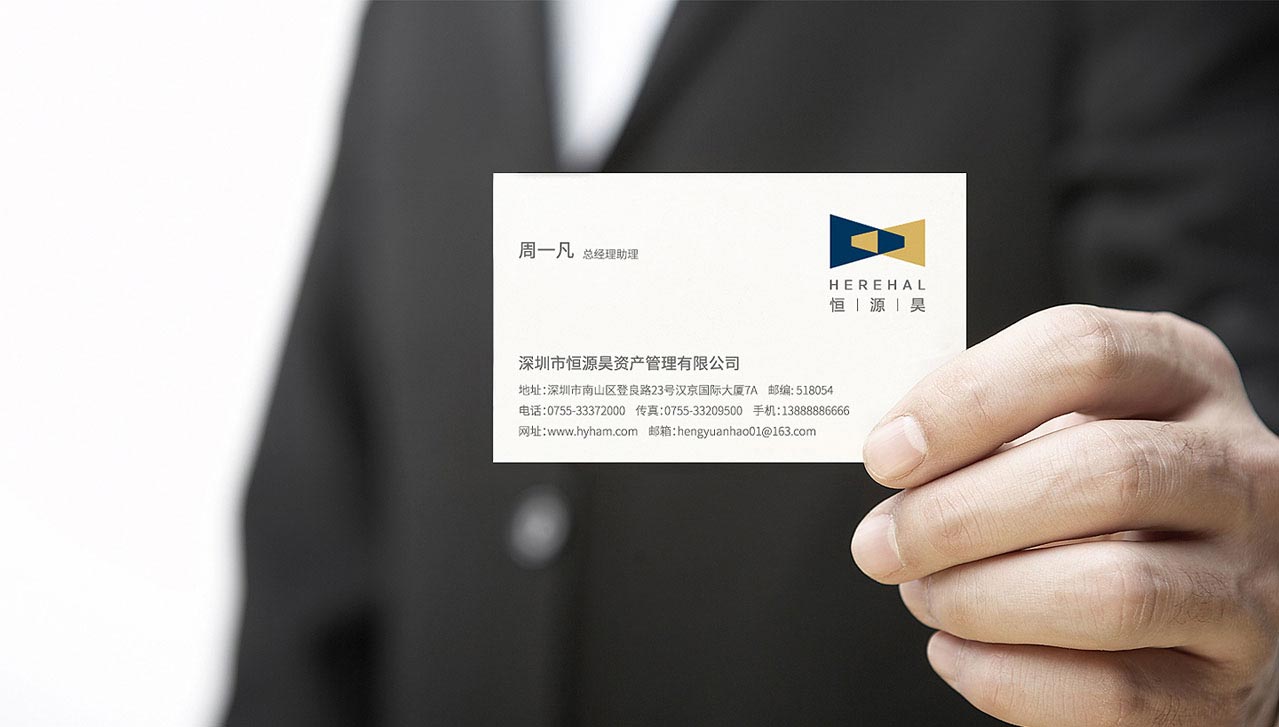 周一凡 总经理助理
HEREHAL
恒 | 源 | 昊
深圳市恒源昊资产管理有限公司
地址：深圳市南山区登良路23号汉京国际大厦7A 邮编：518054
电话：0755-33372000 传真：0755-33209500 手机：13888886666
网址：www.hyham.com 邮箱：hengyuanhao01@163.com